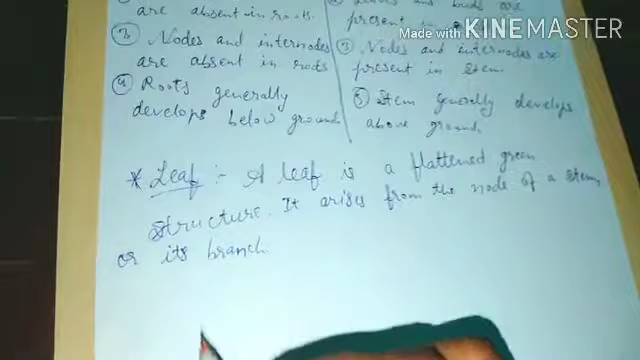 are absent in roots.
present in
Made with KINEMASTER
③ Nodes and internodes are absent in roots
③ Nodes and internodes are present in stem
④ Roots generally develops below ground
⑤ Stem generally develops above ground.
* Leaf :- A leaf is a flattened green
structure. It arises from the node of a stem,
or its branch